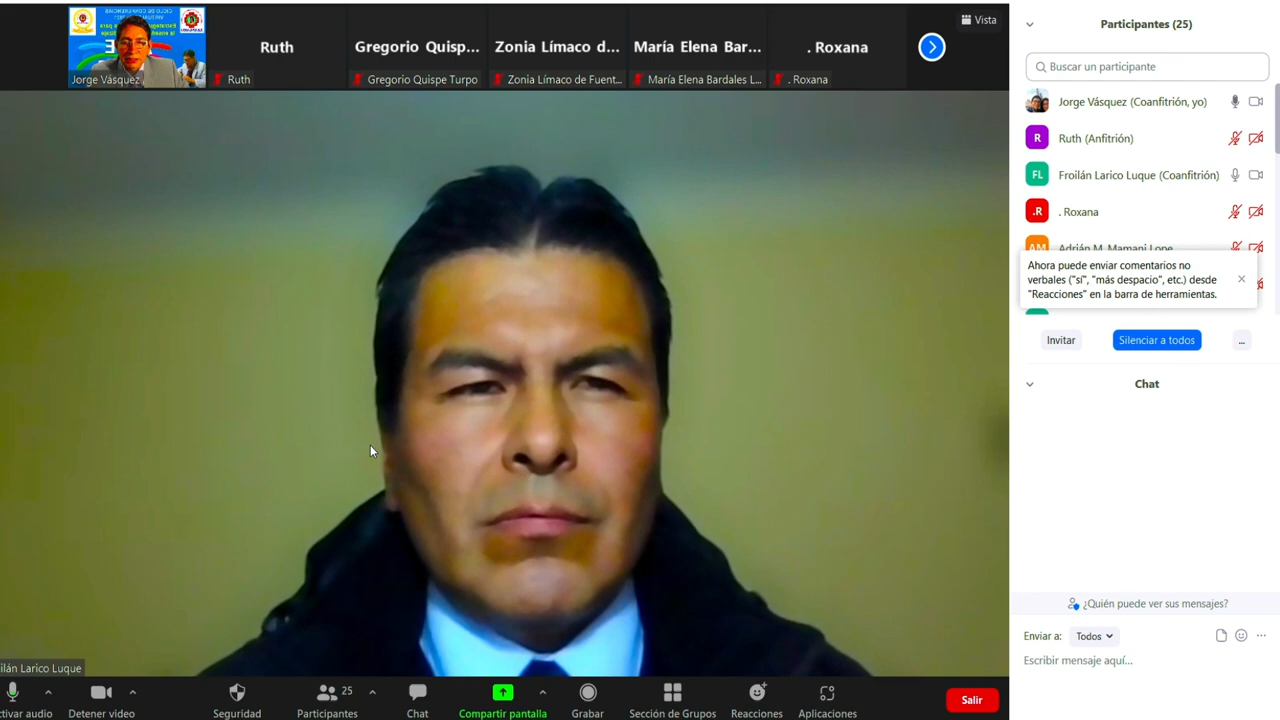 Vista
Participantes (25)
Ruth
Gregorio Quisp...
Zonia Límaco d...
María Elena Bar...
. Roxana
Jorge Vásquez
Ruth
Gregorio Quispe Turpo
Zonia Límaco de Fuent...
María Elena Bardales L...
. Roxana
Buscar un participante
Jorge Vásquez (Coanfitrión, yo)
R
Ruth (Anfitrión)
FL
Froilán Larico Luque (Coanfitrión)
.R
. Roxana
AM
Adrián M. Mamani Lope
Ahora puede enviar comentarios no
verbales ("sí", "más despacio", etc.) desde
"Reacciones" en la barra de herramientas.
Invitar
Silenciar a todos
...
Chat
¿Quién puede ver sus mensajes?
Enviar a:
Todos
Escribir mensaje aquí...
ilán Larico Luque
25
ctivar audio
Detener video
Seguridad
Participantes
Chat
Compartir pantalla
Grabar
Sección de Grupos
Reacciones
Aplicaciones
Salir